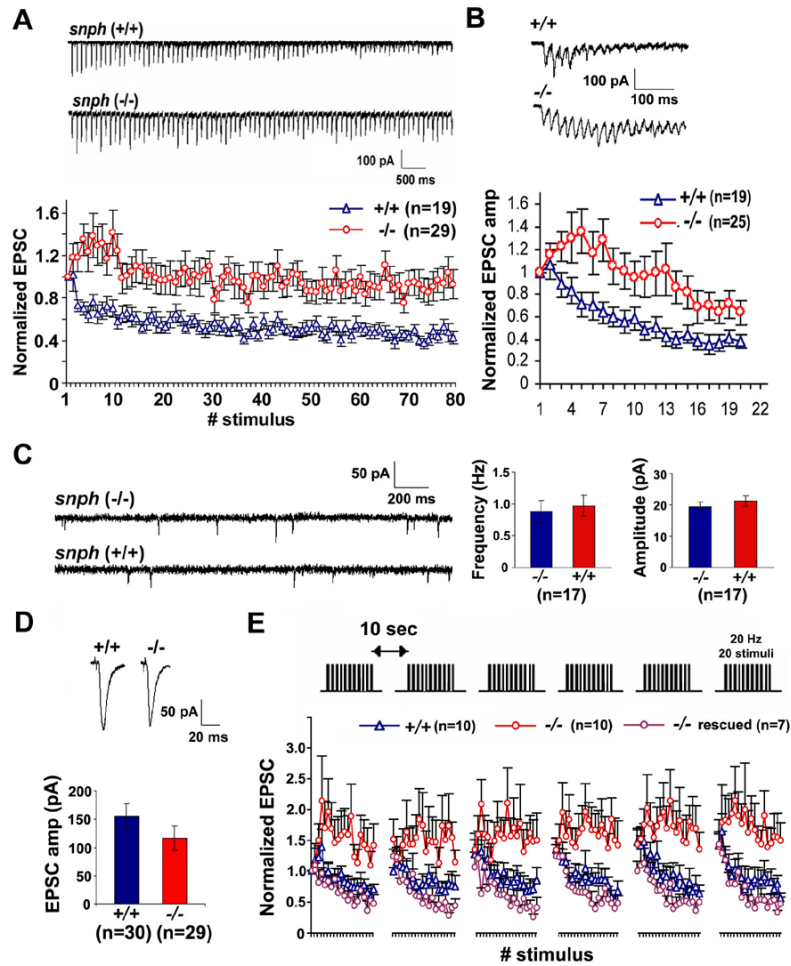 A
snph (+/+)
snph (-/-)
100 pA
500 ms
Normalized EPSC
1.6
1.2
0.8
0.4
0
+/+ (n=19)
-/- (n=29)
1 10 20 30 40 50 60 70 80
# stimulus
B
+/+
-/-
100 pA
100 ms
Normalized EPSC amp
1.6
1.4
1.2
1
0.8
0.6
0.4
0.2
0
+/+ (n=19)
-/- (n=25)
1 4 7 10 13 16 19 22
C
50 pA
200 ms
snph (-/-)
snph (+/+)
Frequency (Hz)
1.5
1.0
0.5
0
-/- +/+
(n=17)
Amplitude (pA)
30
20
10
0
-/- +/+
(n=17)
D
+/+ -/-
50 pA
20 ms
EPSC amp (pA)
200
150
100
50
0
+/+ -/-
(n=30) (n=29)
E
10 sec
20 Hz
20 stimuli
+/+ (n=10) -/- (n=10) -/- rescued (n=7)
Normalized EPSC
3.0
2.5
2.0
1.5
1.0
0.5
0
# stimulus